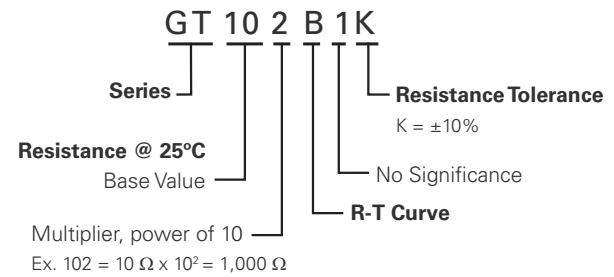 GT 10 2 B 1 K
Series
Resistance Tolerance
K = ±10%
Resistance @ 25ºC
Base Value
No Significance
R-T Curve
Multiplier, power of 10
Ex. 102 = 10 Ω x 10² = 1,000 Ω